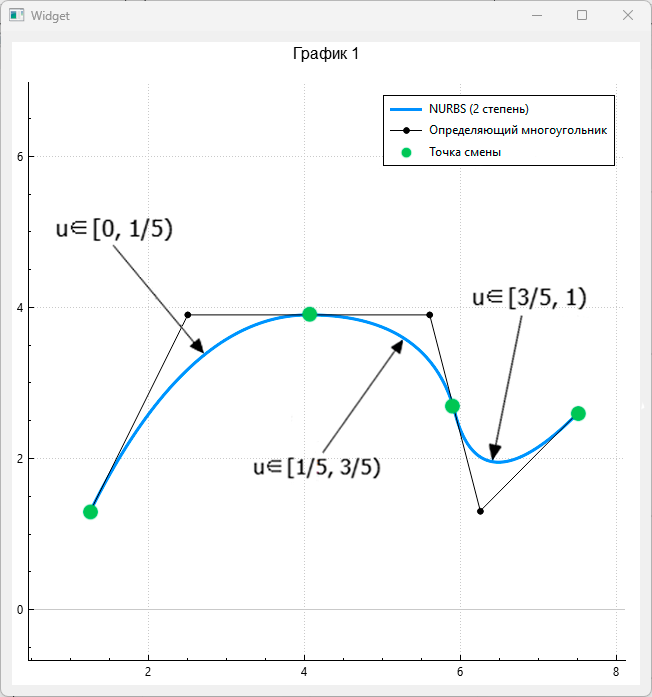 Widget
График 1
NURBS (2 степень)
Определяющий многоугольник
Точка смены
6
u∈[0, 1/5)
u∈[3/5, 1)
4
u∈[1/5, 3/5)
2
0
2 4 6 8